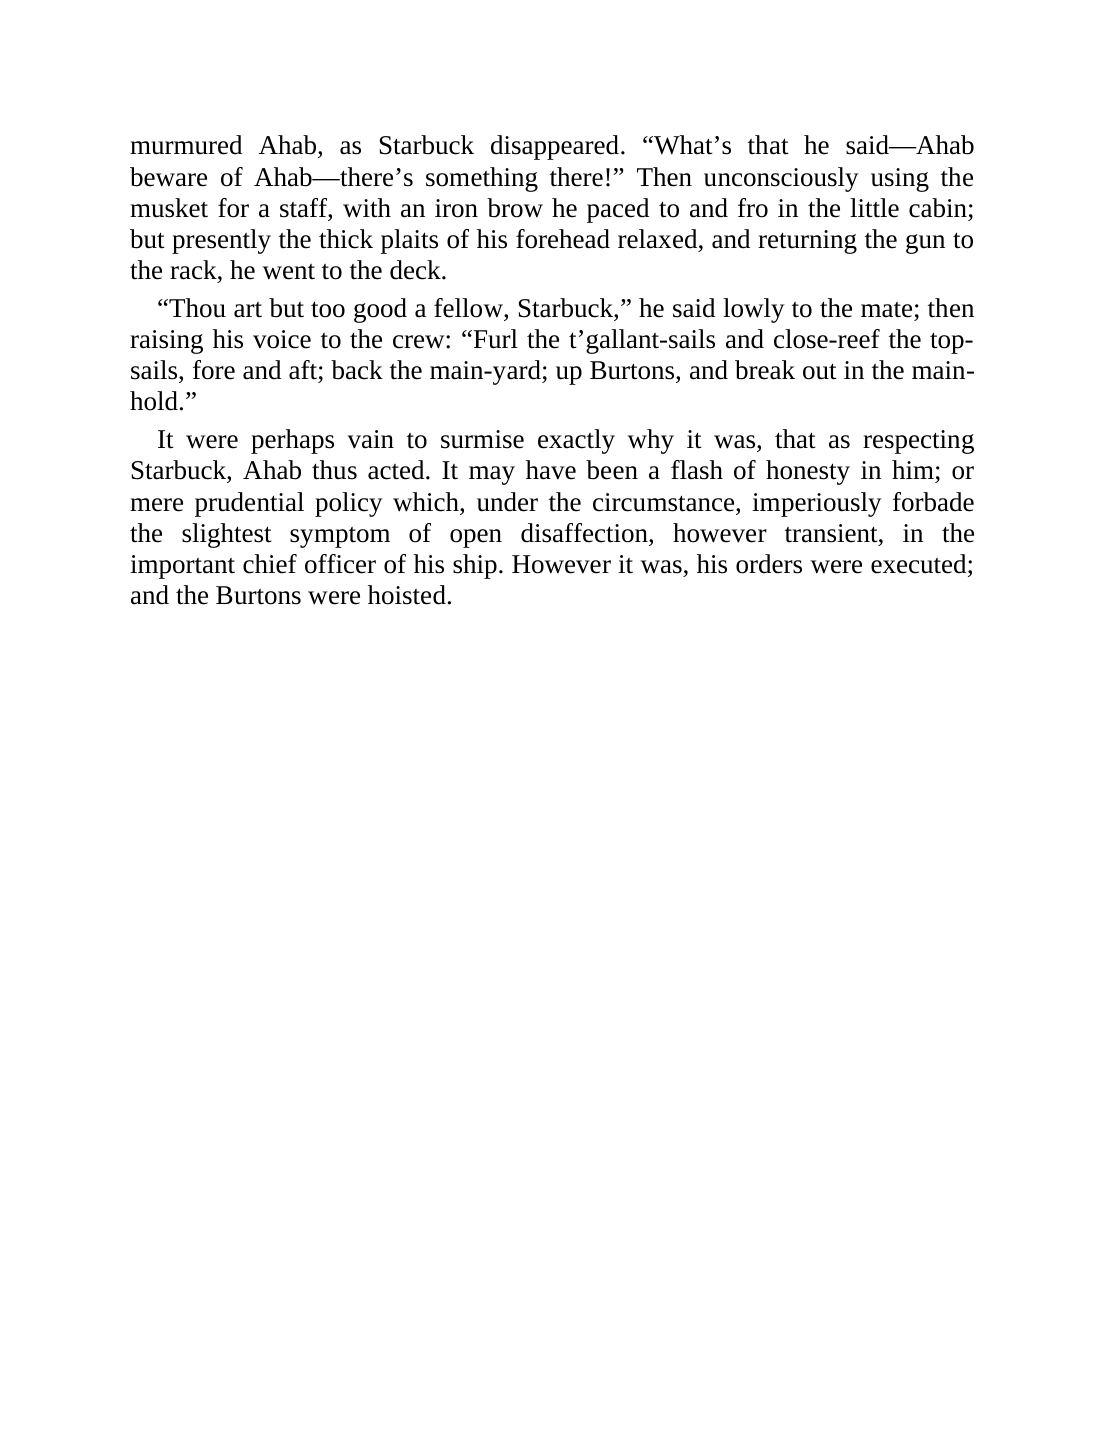 murmured Ahab, as Starbuck disappeared. “What’s that he said—Ahab
beware of Ahab—there’s something there!” Then unconsciously using the
musket for a staff, with an iron brow he paced to and fro in the little cabin;
but presently the thick plaits of his forehead relaxed, and returning the gun to
the rack, he went to the deck.
“Thou art but too good a fellow, Starbuck,” he said lowly to the mate; then
raising his voice to the crew: “Furl the t’gallant-sails and close-reef the top-
sails, fore and aft; back the main-yard; up Burtons, and break out in the main-
hold.”
It were perhaps vain to surmise exactly why it was, that as respecting
Starbuck, Ahab thus acted. It may have been a flash of honesty in him; or
mere prudential policy which, under the circumstance, imperiously forbade
the slightest symptom of open disaffection, however transient, in the
important chief officer of his ship. However it was, his orders were executed;
and the Burtons were hoisted.